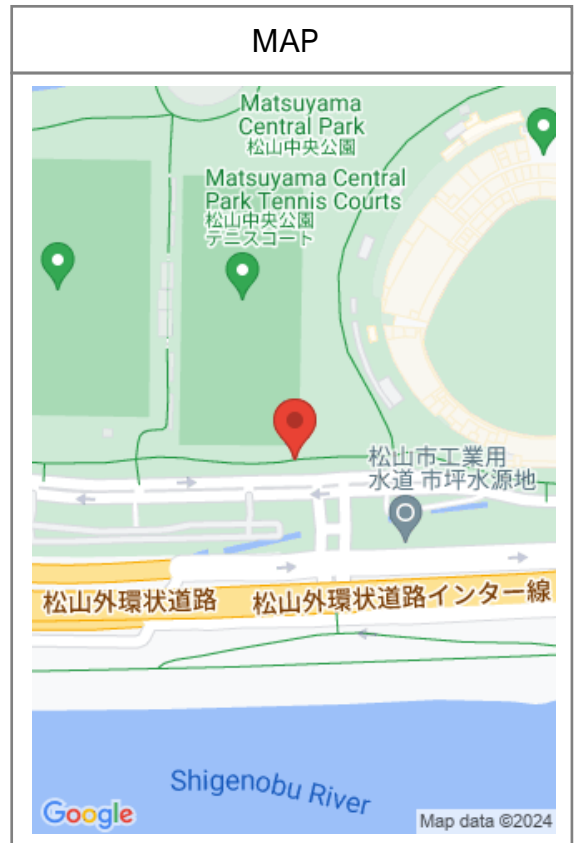 MAP
Matsuyama
Central Park
松山中央公園
Matsuyama Central
Park Tennis Courts
松山中央公園
テニスコート
松山市工業用
水道 市坪水源地
松山外環状道路
松山外環状道路インター線
Shigenobu River
Google
Map data ©2024